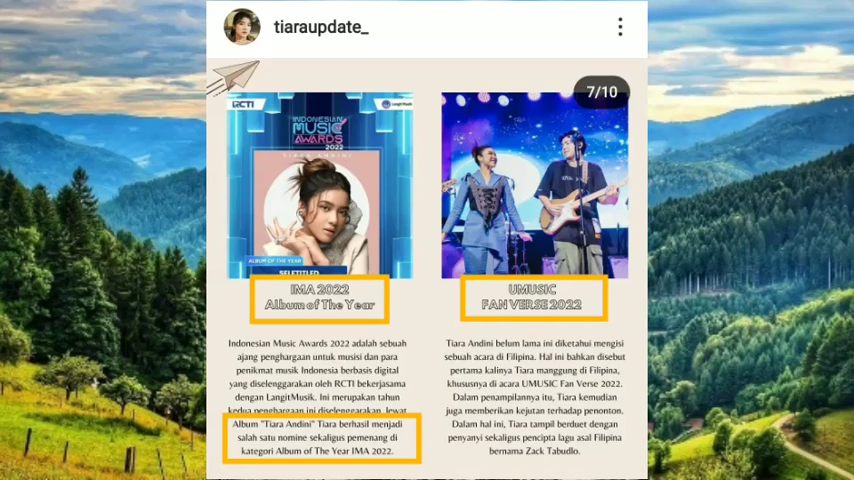 tiaraupdate_
7/10
RCTI
LangitMusik
INDONESIAN
MUSIC
AWARDS
2022
TIARA ANDINI
ALBUM OF THE YEAR
SELFTITLED
IMA 2022
Album of The Year
Indonesian Music Awards 2022 adalah sebuah
ajang penghargaan untuk musisi dan para
penikmat musik Indonesia berbasis digital
yang diselenggarakan oleh RCTI bekerjasama
dengan LangitMusik. Ini merupakan tahun
kedua penghargaan ini diselenggarakan, lewat
Album "Tiara Andini" Tiara berhasil menjadi
salah satu nomine sekaligus pemenang di
kategori Album of The Year IMA 2022.
UMUSIC
FAN VERSE 2022
Tiara Andini belum lama ini diketahui mengisi
sebuah acara di Filipina. Hal ini bahkan disebut
pertama kalinya Tiara manggung di Filipina,
khususnya di acara UMUSIC Fan Verse 2022.
Dalam penampilannya itu, Tiara kemudian
juga memberikan kejutan terhadap penonton.
Dalam hal ini, Tiara tampil berduet dengan
penyanyi sekaligus pencipta lagu asal Filipina
bernama Zack Tabudlo.